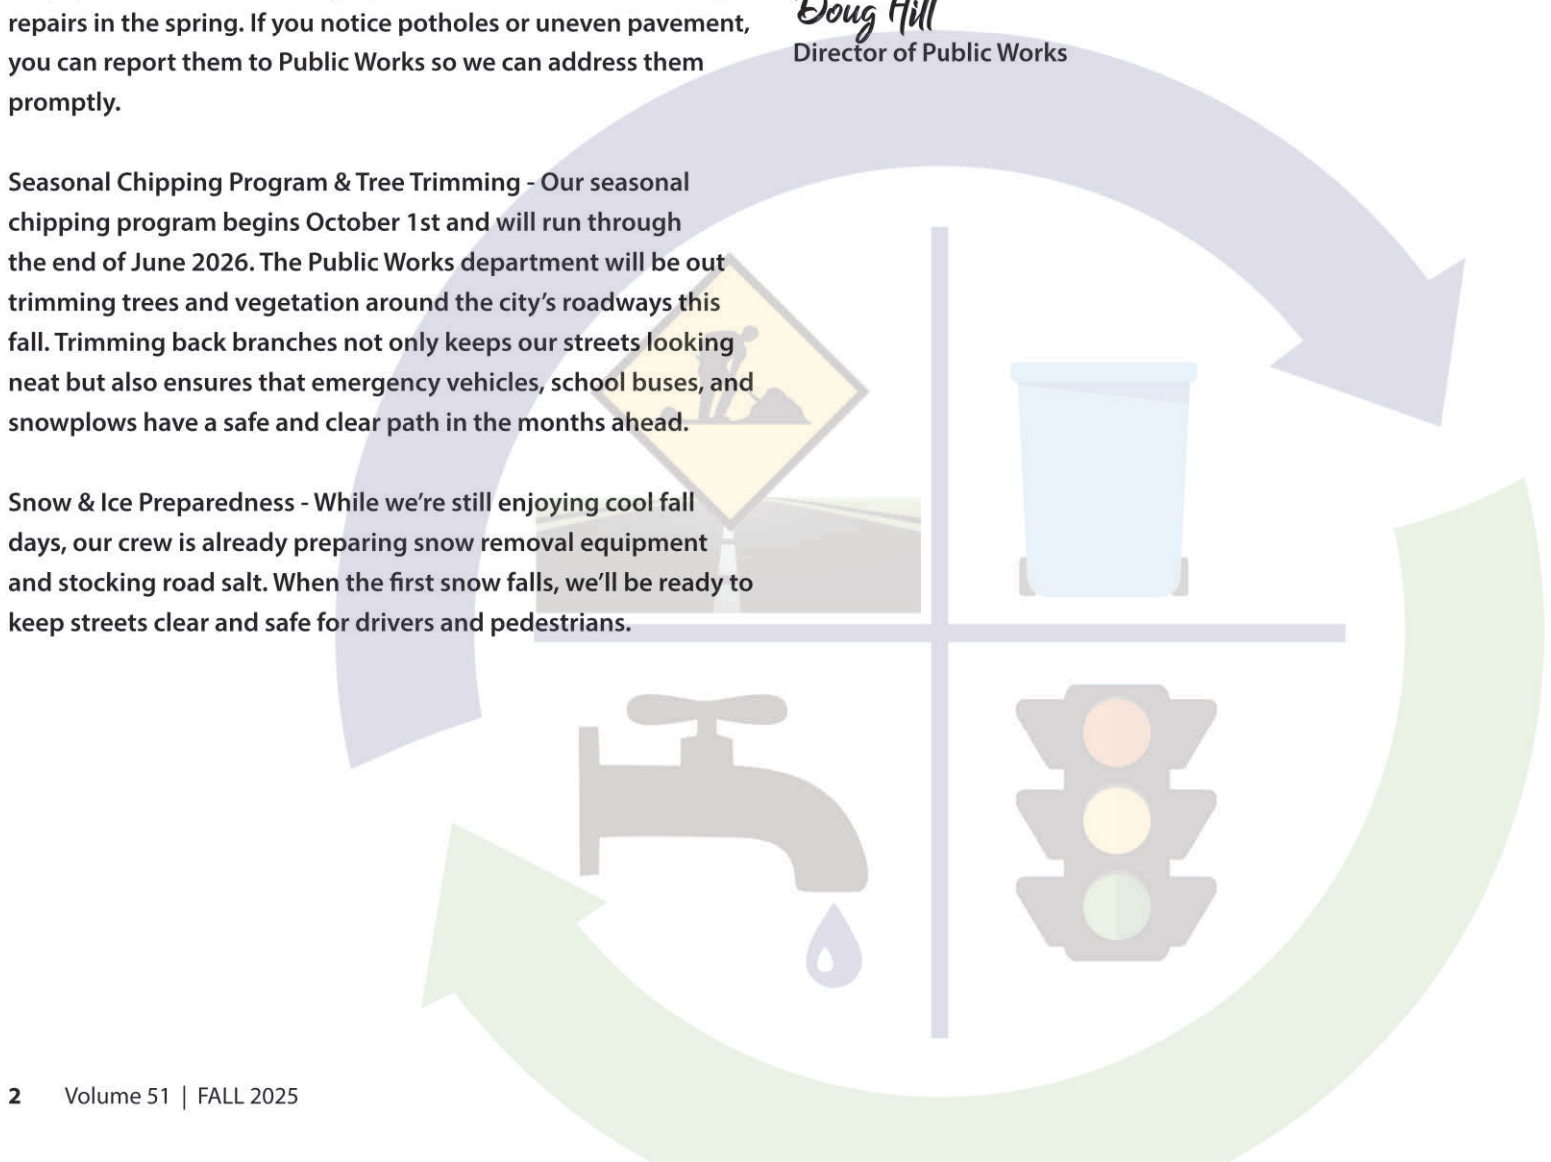 repairs in the spring. If you notice potholes or uneven pavement,
you can report them to Public Works so we can address them
promptly.
Seasonal Chipping Program & Tree Trimming - Our seasonal
chipping program begins October 1st and will run through
the end of June 2026. The Public Works department will be out
trimming trees and vegetation around the city’s roadways this
fall. Trimming back branches not only keeps our streets looking
neat but also ensures that emergency vehicles, school buses, and
snowplows have a safe and clear path in the months ahead.
Snow & Ice Preparedness - While we’re still enjoying cool fall
days, our crew is already preparing snow removal equipment
and stocking road salt. When the first snow falls, we’ll be ready to
keep streets clear and safe for drivers and pedestrians.
Doug Hill
Director of Public Works
2 Volume 51 | FALL 2025